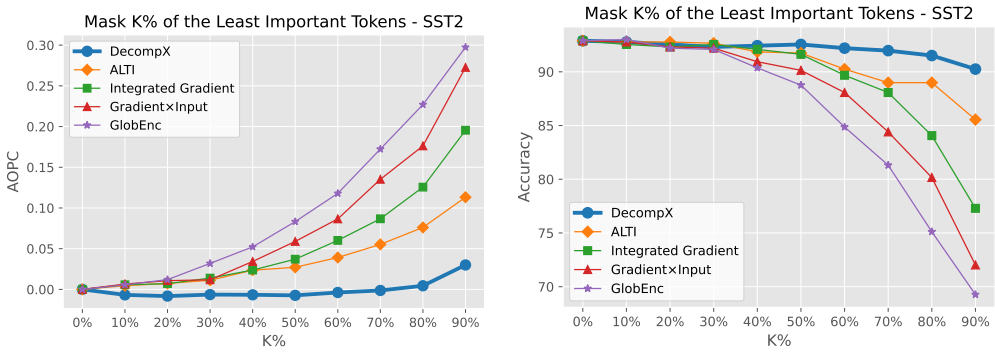 Mask K% of the Least Important Tokens - SST2
0.30
0.25
0.20
0.15
0.10
0.05
0.00
AOPC
DecompX
ALTI
Integrated Gradient
Gradient×Input
GlobEnc
0% 10% 20% 30% 40% 50% 60% 70% 80% 90%
K%
Mask K% of the Least Important Tokens - SST2
90
85
80
75
70
Accuracy
DecompX
ALTI
Integrated Gradient
Gradient×Input
GlobEnc
0% 10% 20% 30% 40% 50% 60% 70% 80% 90%
K%